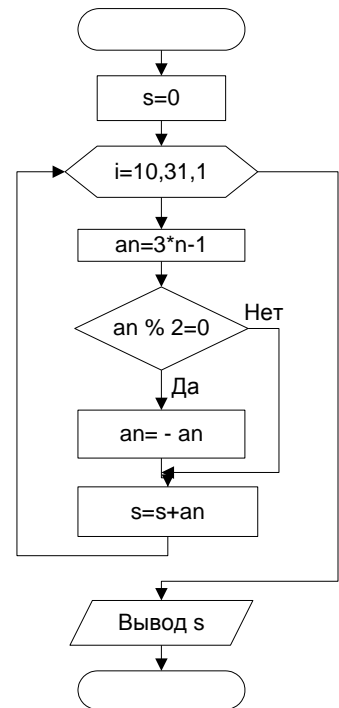 s=0
i=10,31,1
an=3*n-1
an % 2=0
Нет
Да
an= - an
s=s+an
Вывод s